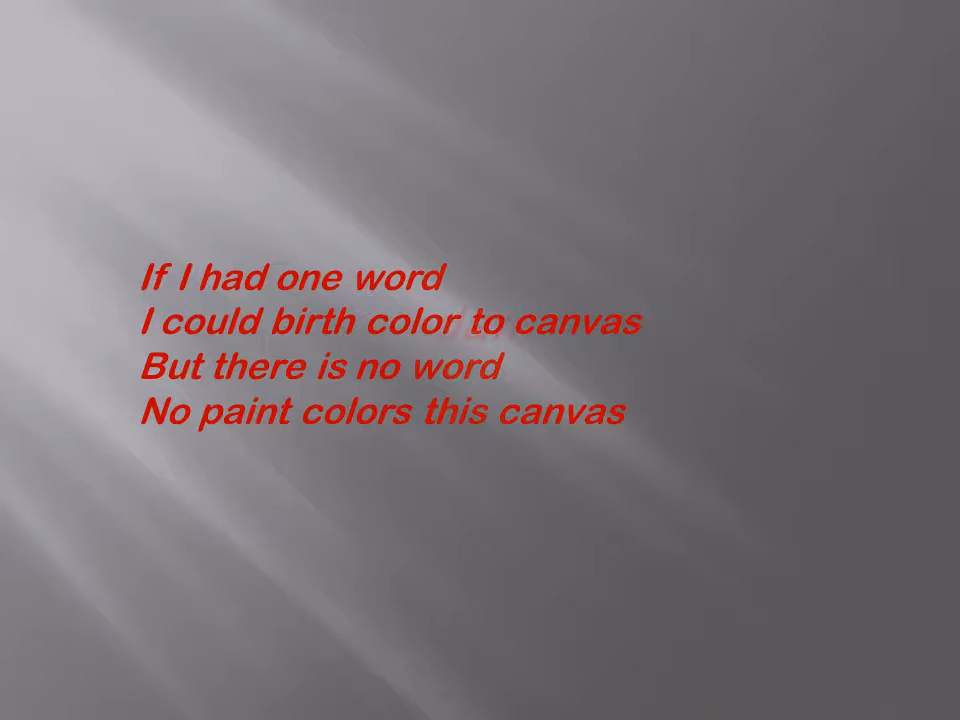 If I had one word
I could birth color to canvas
But there is no word
No paint colors this canvas